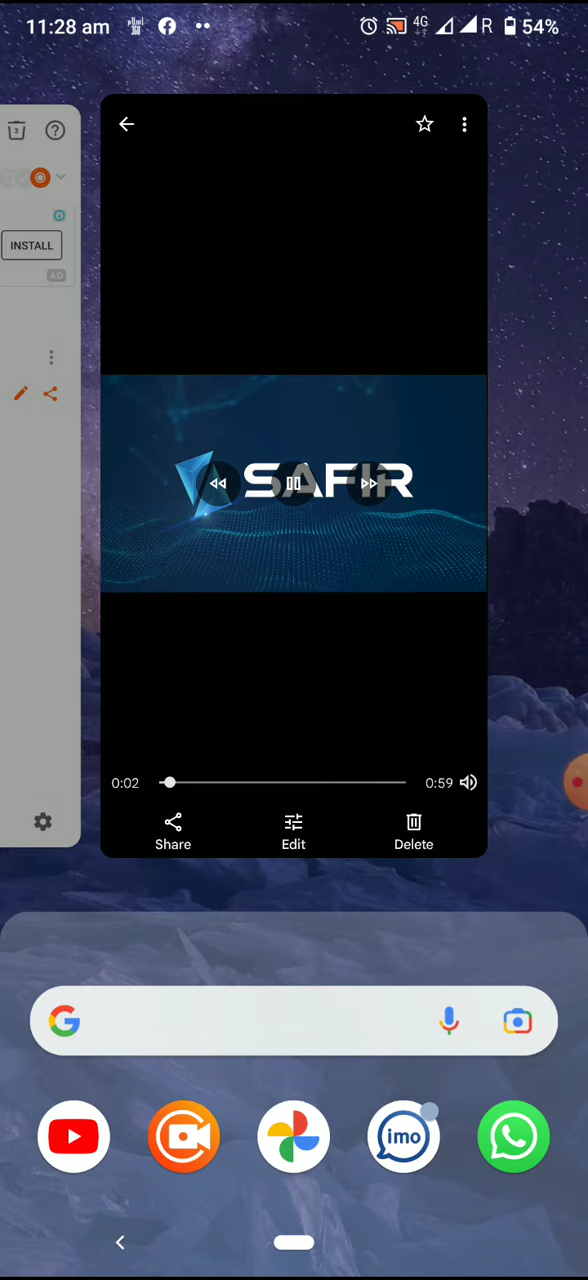 11:28 am
4G
R
54%
INSTALL
AD
SAFIR
0:02
0:59
Share
Edit
Delete
imo